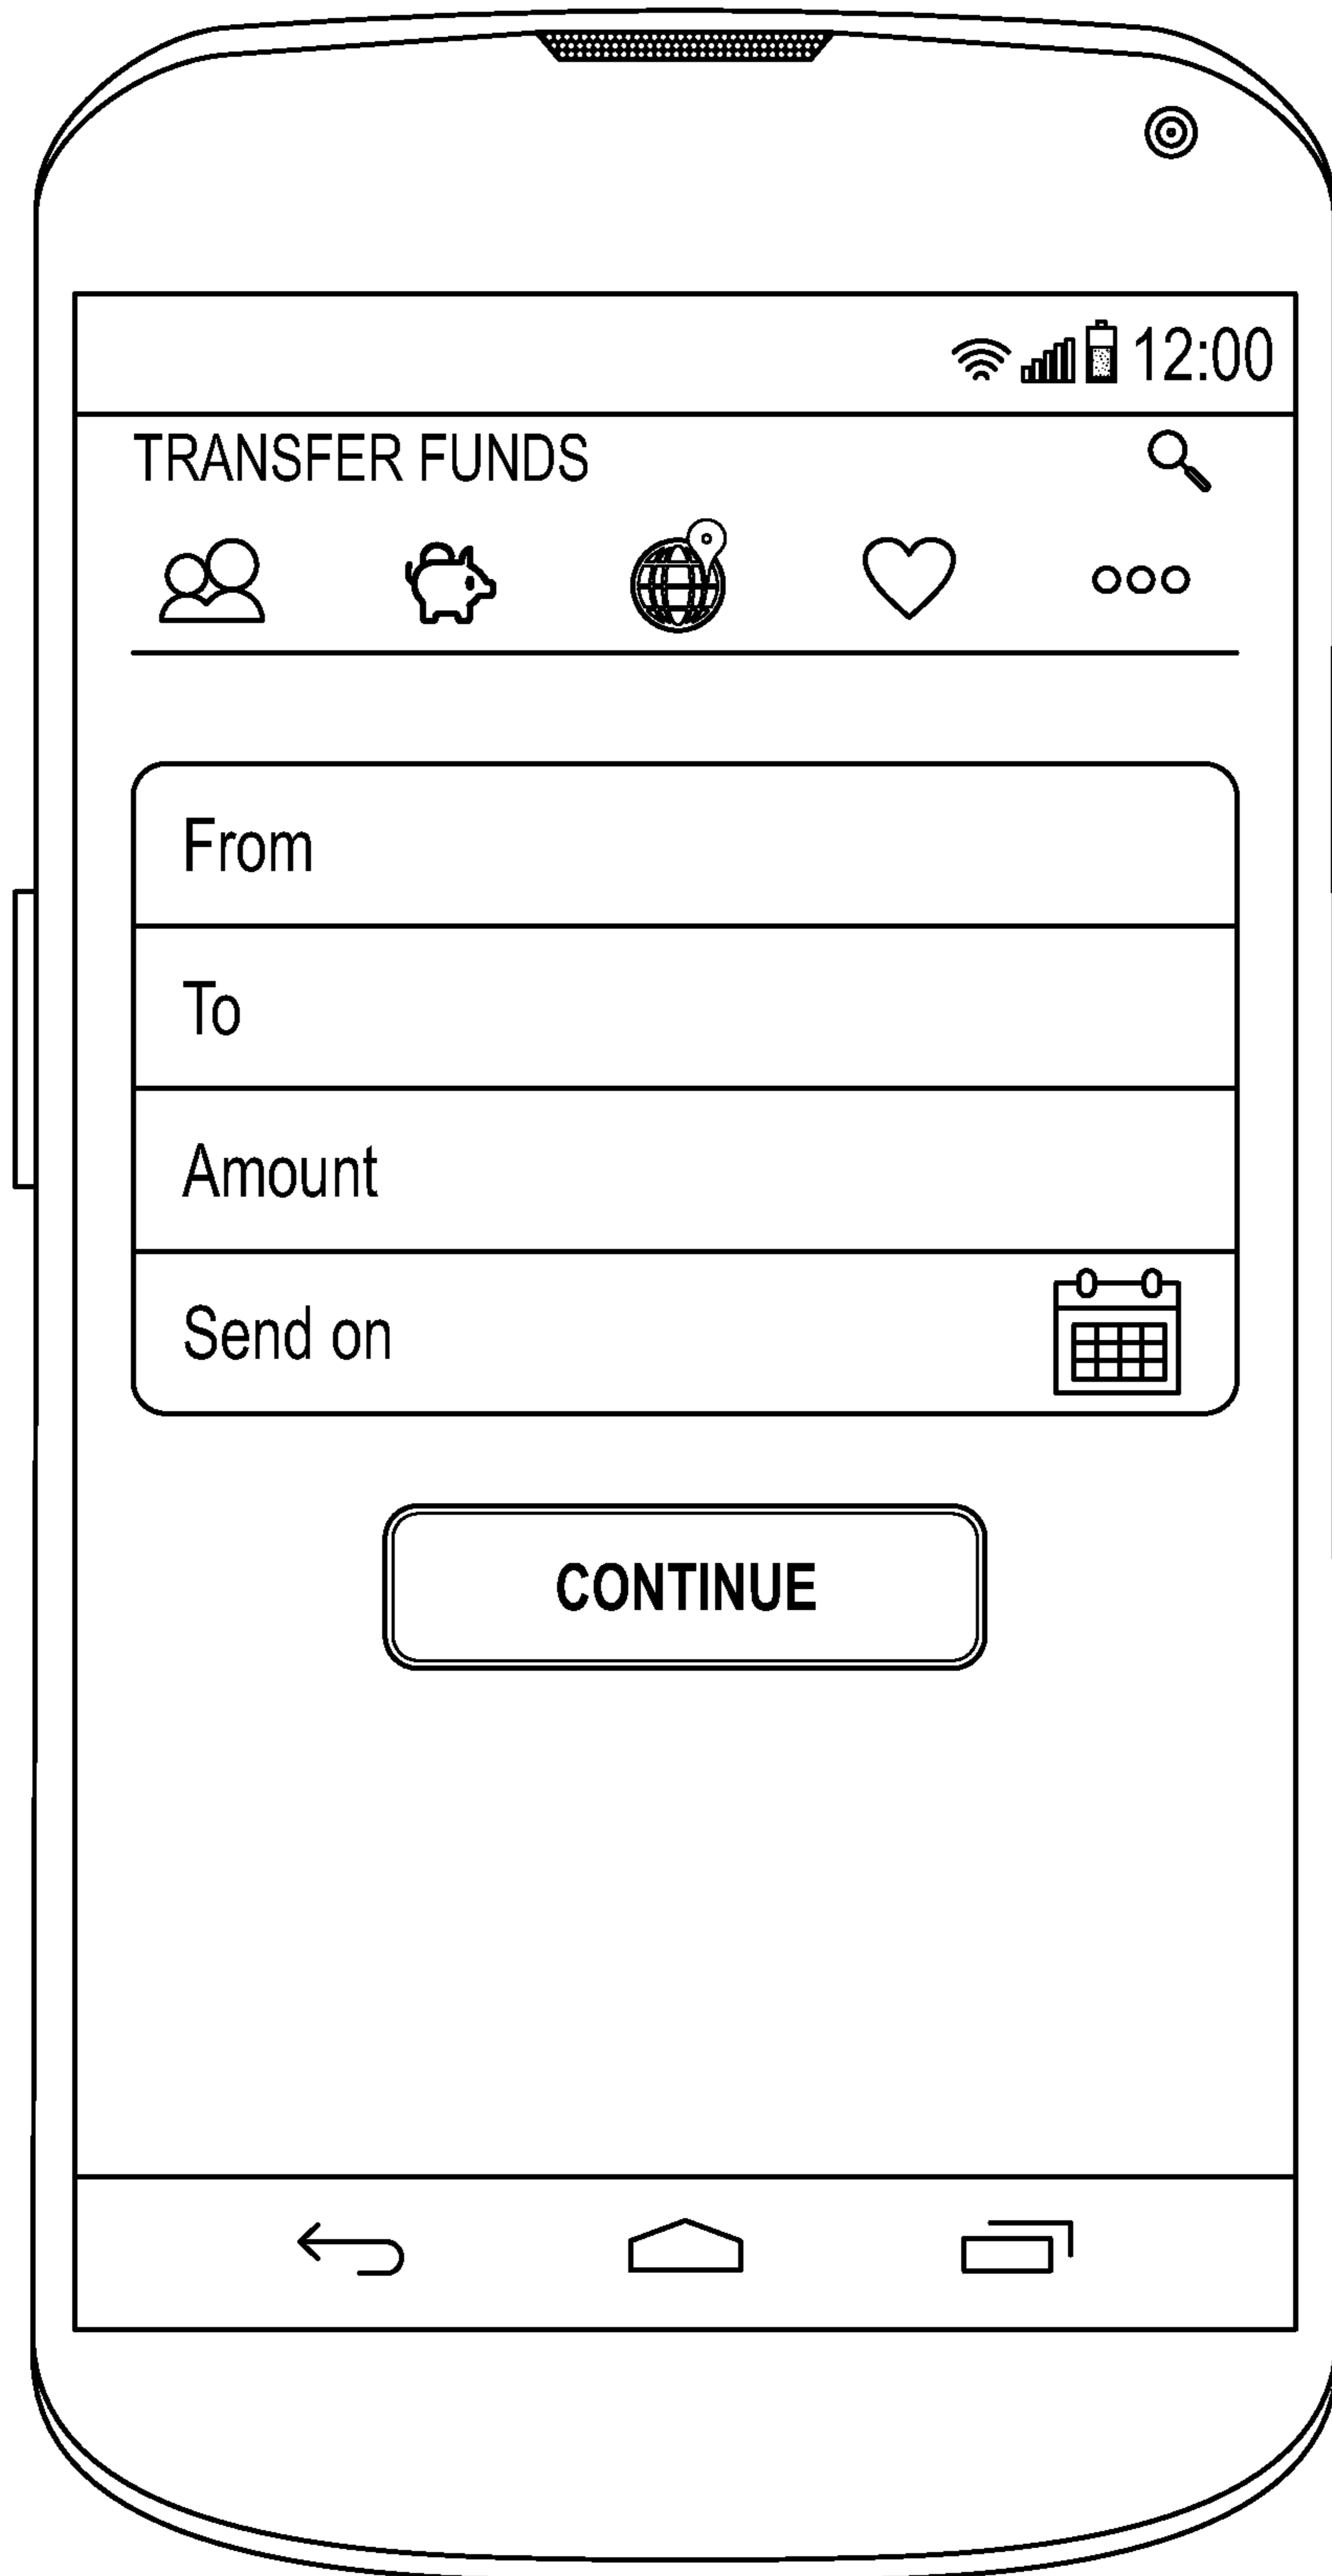 12:00
TRANSFER FUNDS
From
To
Amount
Send on
CONTINUE